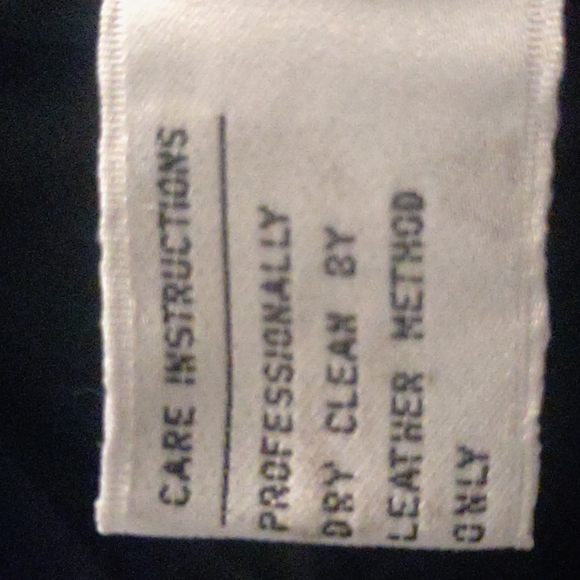 CARE INSTRUCTIONS
PROFESSIONALLY
DRY CLEAN BY
LEATHER METHOD
ONLY